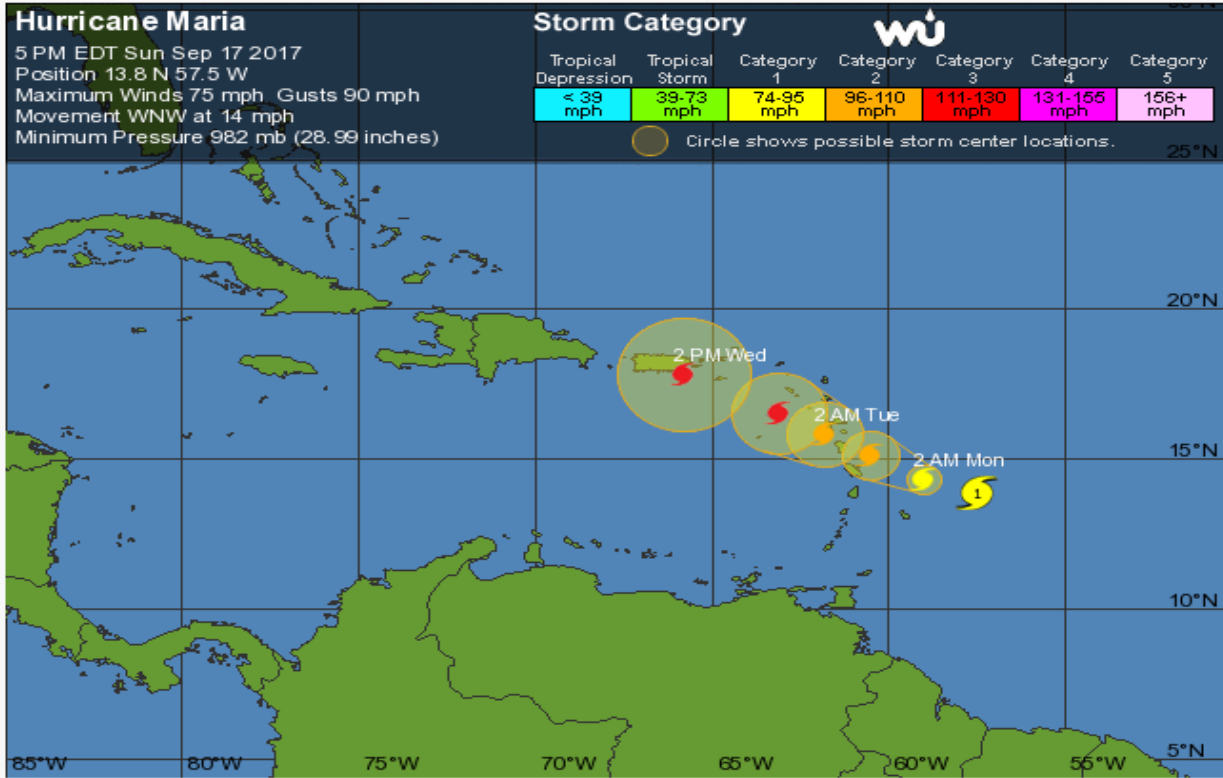 Hurricane Maria
5 PM EDT Sun Sep 17 2017
Position 13.8 N 57.5 W
Maximum Winds 75 mph Gusts 90 mph
Movement WNW at 14 mph
Minimum Pressure 982 mb (28.99 inches)
Storm Category
wu
Tropical Depression
Tropical Storm
Category 1
Category 2
Category 3
Category 4
Category 5
< 39 mph
39-73 mph
74-95 mph
96-110 mph
111-130 mph
131-155 mph
156+ mph
Circle shows possible storm center locations.
25°N
20°N
2 PM Wed
2 AM Tue
15°N
2 AM Mon
1
10°N
5°N
85°W 80°W 75°W 70°W 65°W 60°W 55°W